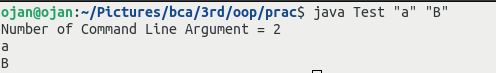 ojan@ojan:~/Pictures/bca/3rd/oop/prac$ java Test "a" "B"
Number of Command Line Argument = 2
a
B